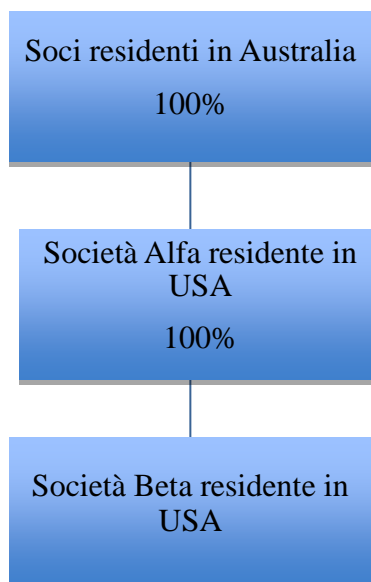 Soci residenti in Australia
100%
Società Alfa residente in
USA
100%
Società Beta residente in
USA